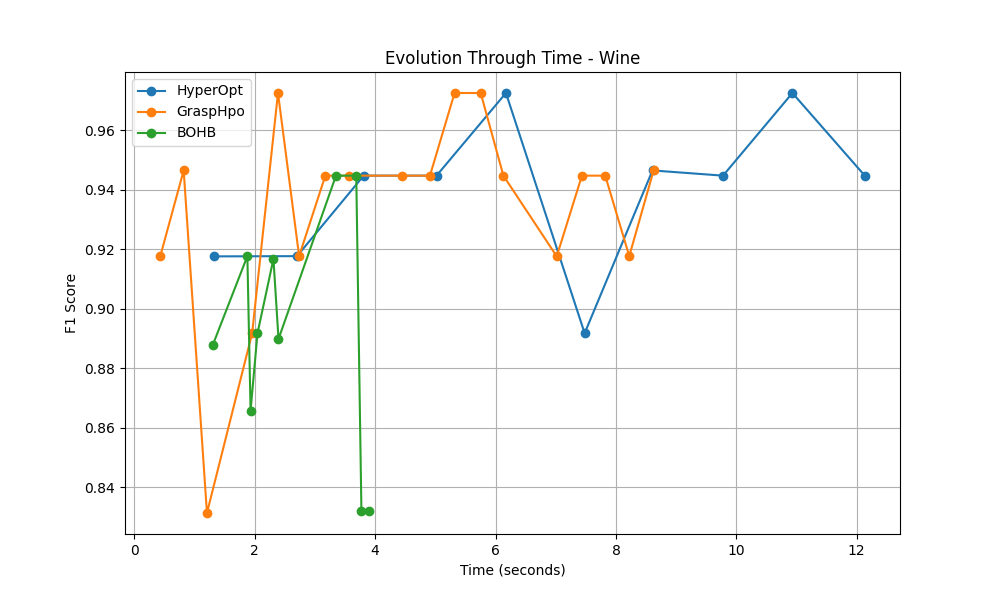 Evolution Through Time - Wine
HyperOpt
GraspHpo
BOHB
F1 Score
0.96
0.94
0.92
0.90
0.88
0.86
0.84
0 2 4 6 8 10 12
Time (seconds)